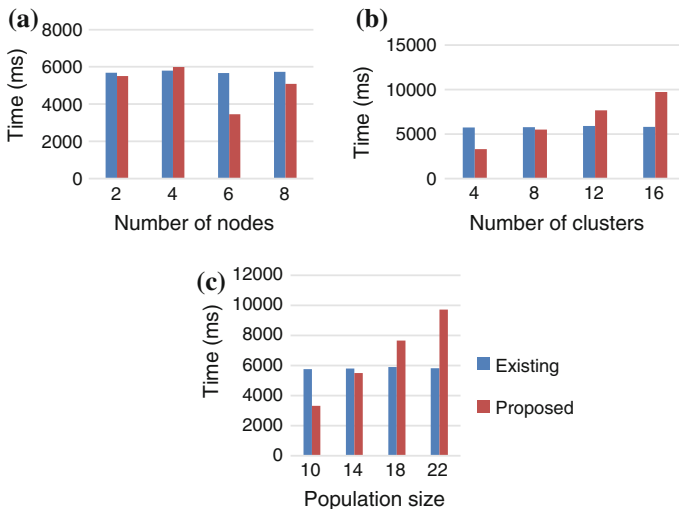 (a)
8000
6000
4000
2000
0
Time (ms)
2 4 6 8
Number of nodes
(b)
15000
10000
5000
0
Time (ms)
4 8 12 16
Number of clusters
(c)
12000
10000
8000
6000
4000
2000
0
Time (ms)
10 14 18 22
Population size
Existing
Proposed